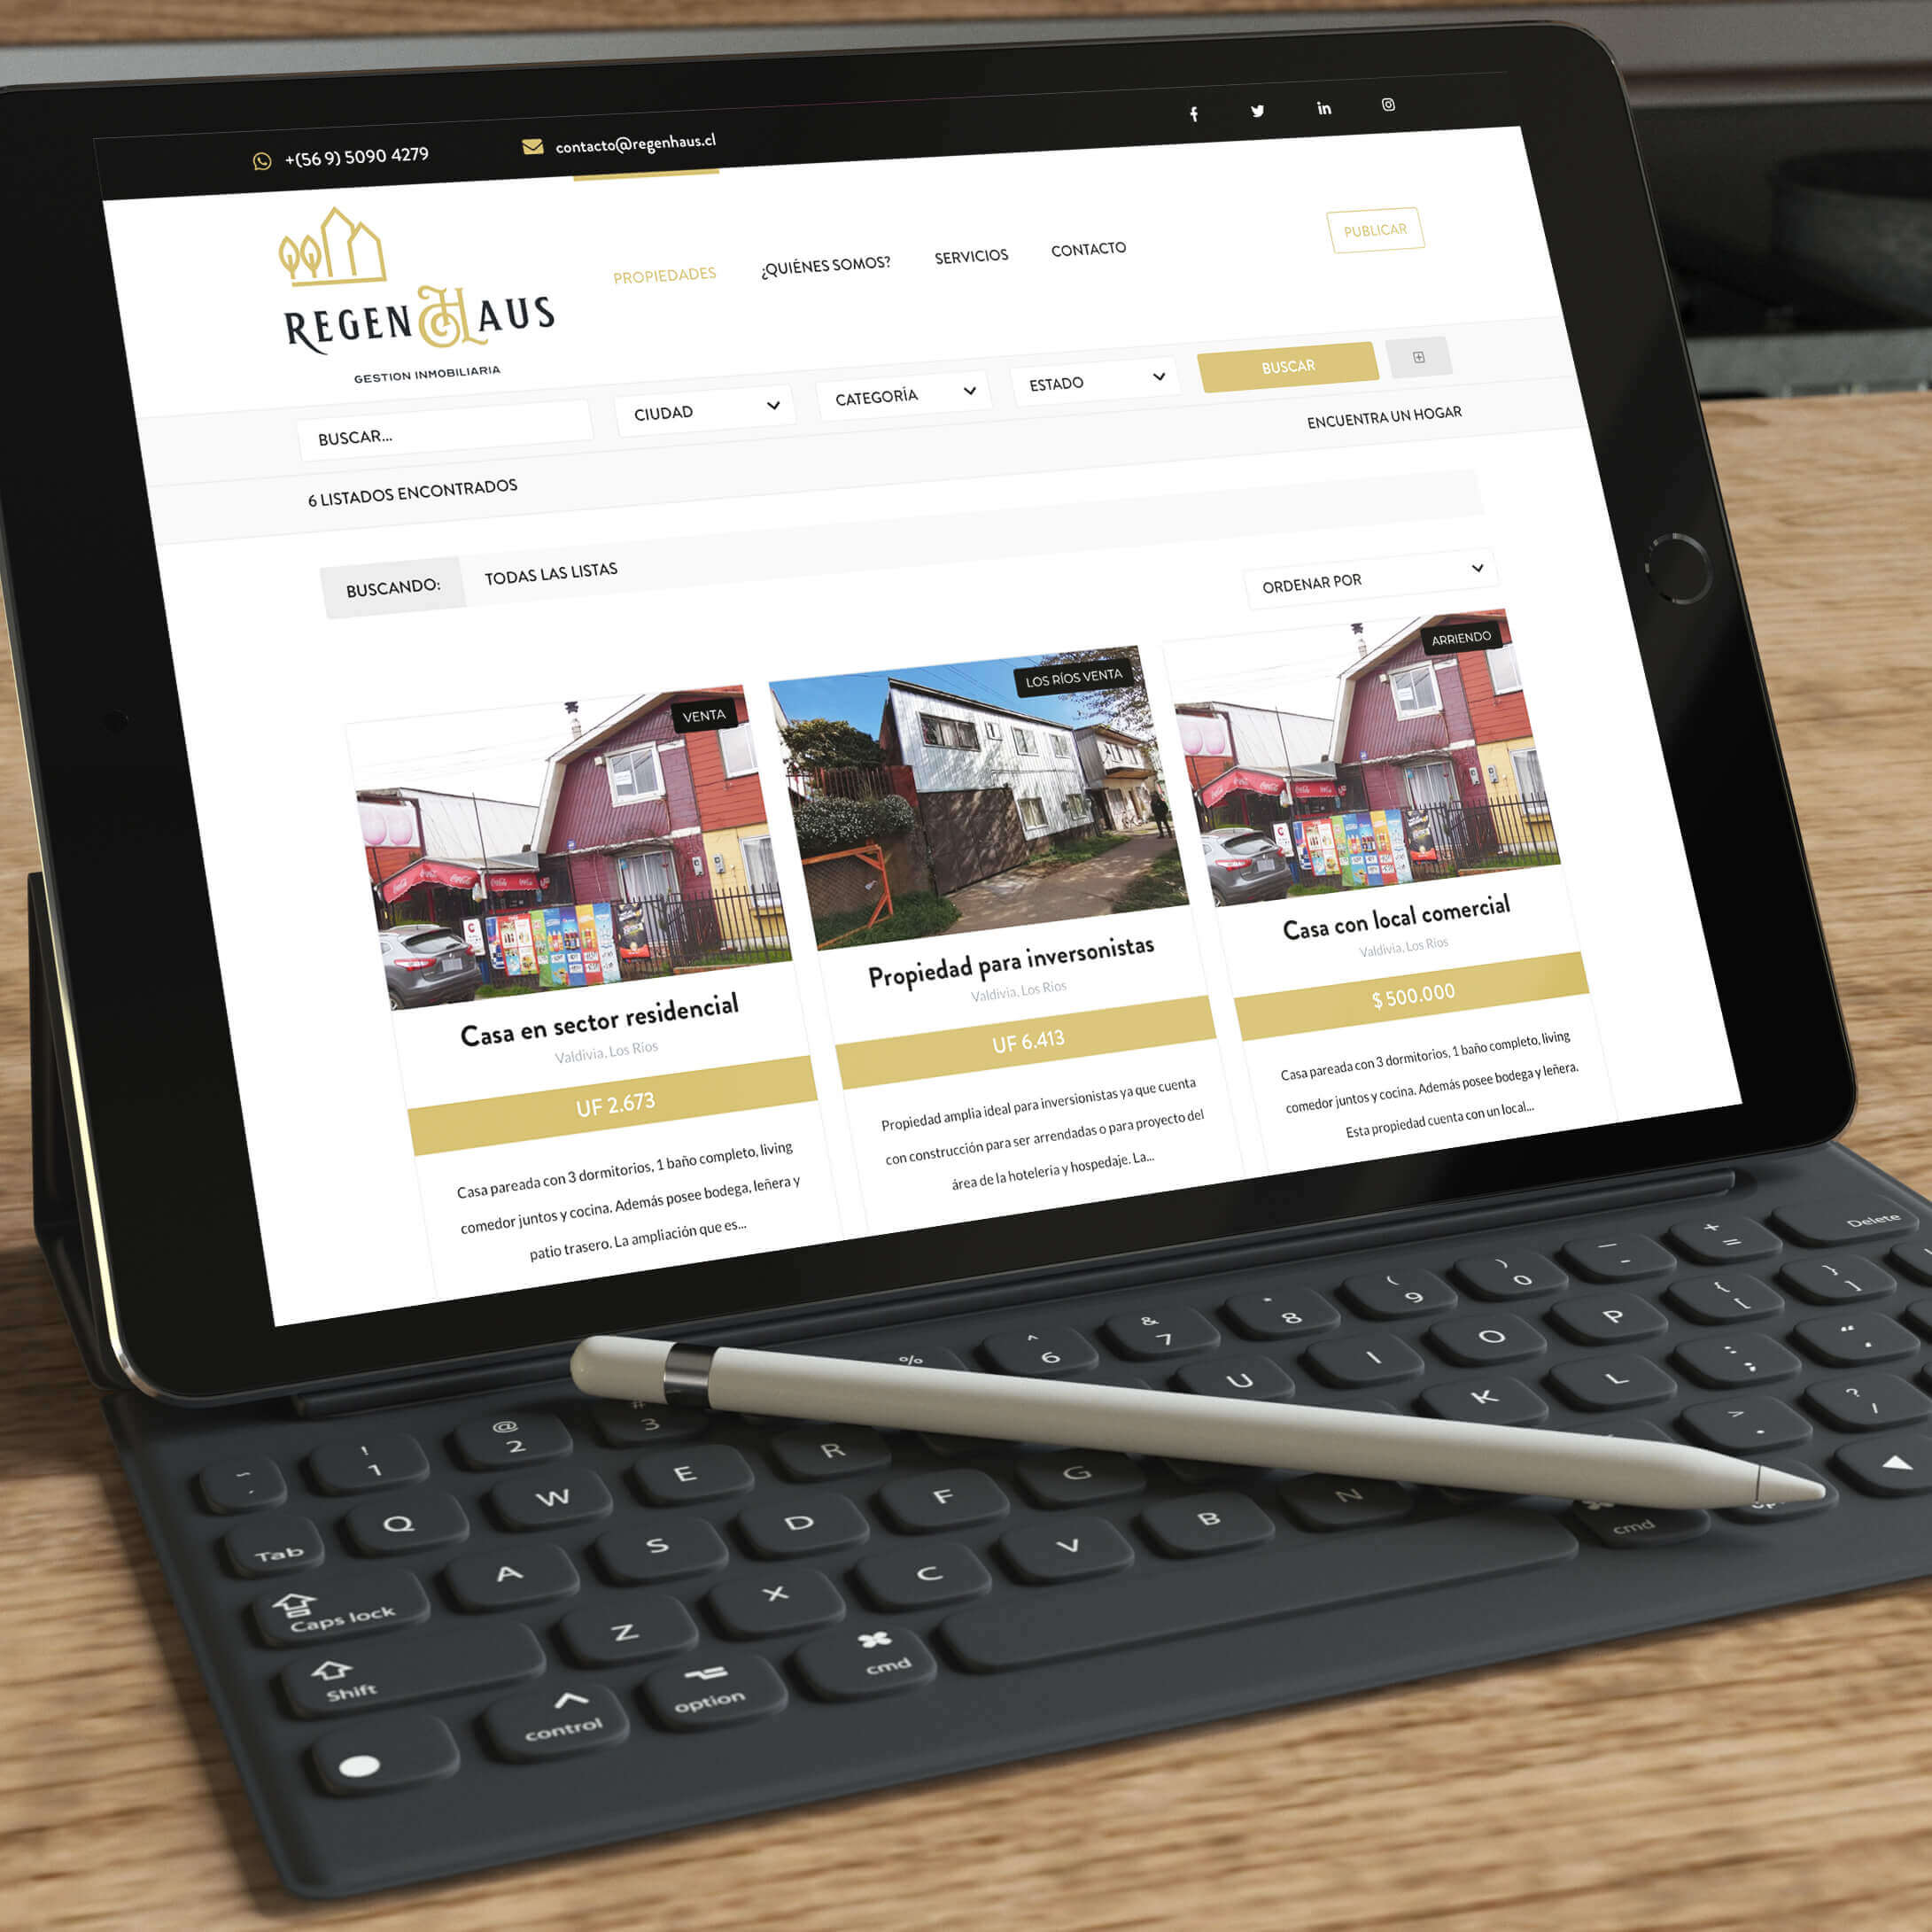 +(56 9) 5090 4279
contacto@regenhaus.cl
REGENHAUS
GESTION INMOBILIARIA
PROPIEDADES
¿QUIÉNES SOMOS?
SERVICIOS
CONTACTO
PUBLICAR
BUSCAR...
CIUDAD
CATEGORÍA
ESTADO
BUSCAR
6 LISTADOS ENCONTRADOS
ENCUENTRA UN HOGAR
BUSCANDO:
TODAS LAS LISTAS
ORDENAR POR
VENTA
Casa en sector residencial
Valdivia, Los Rios
UF 2.673
Casa pareada con 3 dormitorios, 1 baño completo, living
comedor juntos y cocina. Además posee bodega, leñera y
patio trasero. La ampliación que es...
LOS RÍOS VENTA
Propiedad para inversonistas
Valdivia, Los Rios
UF 6.413
Propiedad amplia ideal para inversionistas ya que cuenta
con construcción para ser arrendadas o para proyecto del
área de la hoteleria y hospedaje. La...
ARRIENDO
Casa con local comercial
Valdivia, Los Rios
$ 500.000
Casa pareada con 3 dormitorios, 1 baño completo, living
comedor juntos y cocina. Además posee bodega y leñera.
Esta propiedad cuenta con un local...
! 1 @ 2 # 3 % ^ 6 & 7 * 8 ( 9 ) 0 + = Delete
Tab Q W E R U I O P { [ } ]
Caps lock A S D F G K L : ;
Shift Z X C V B N ? /
control option cmd cmd